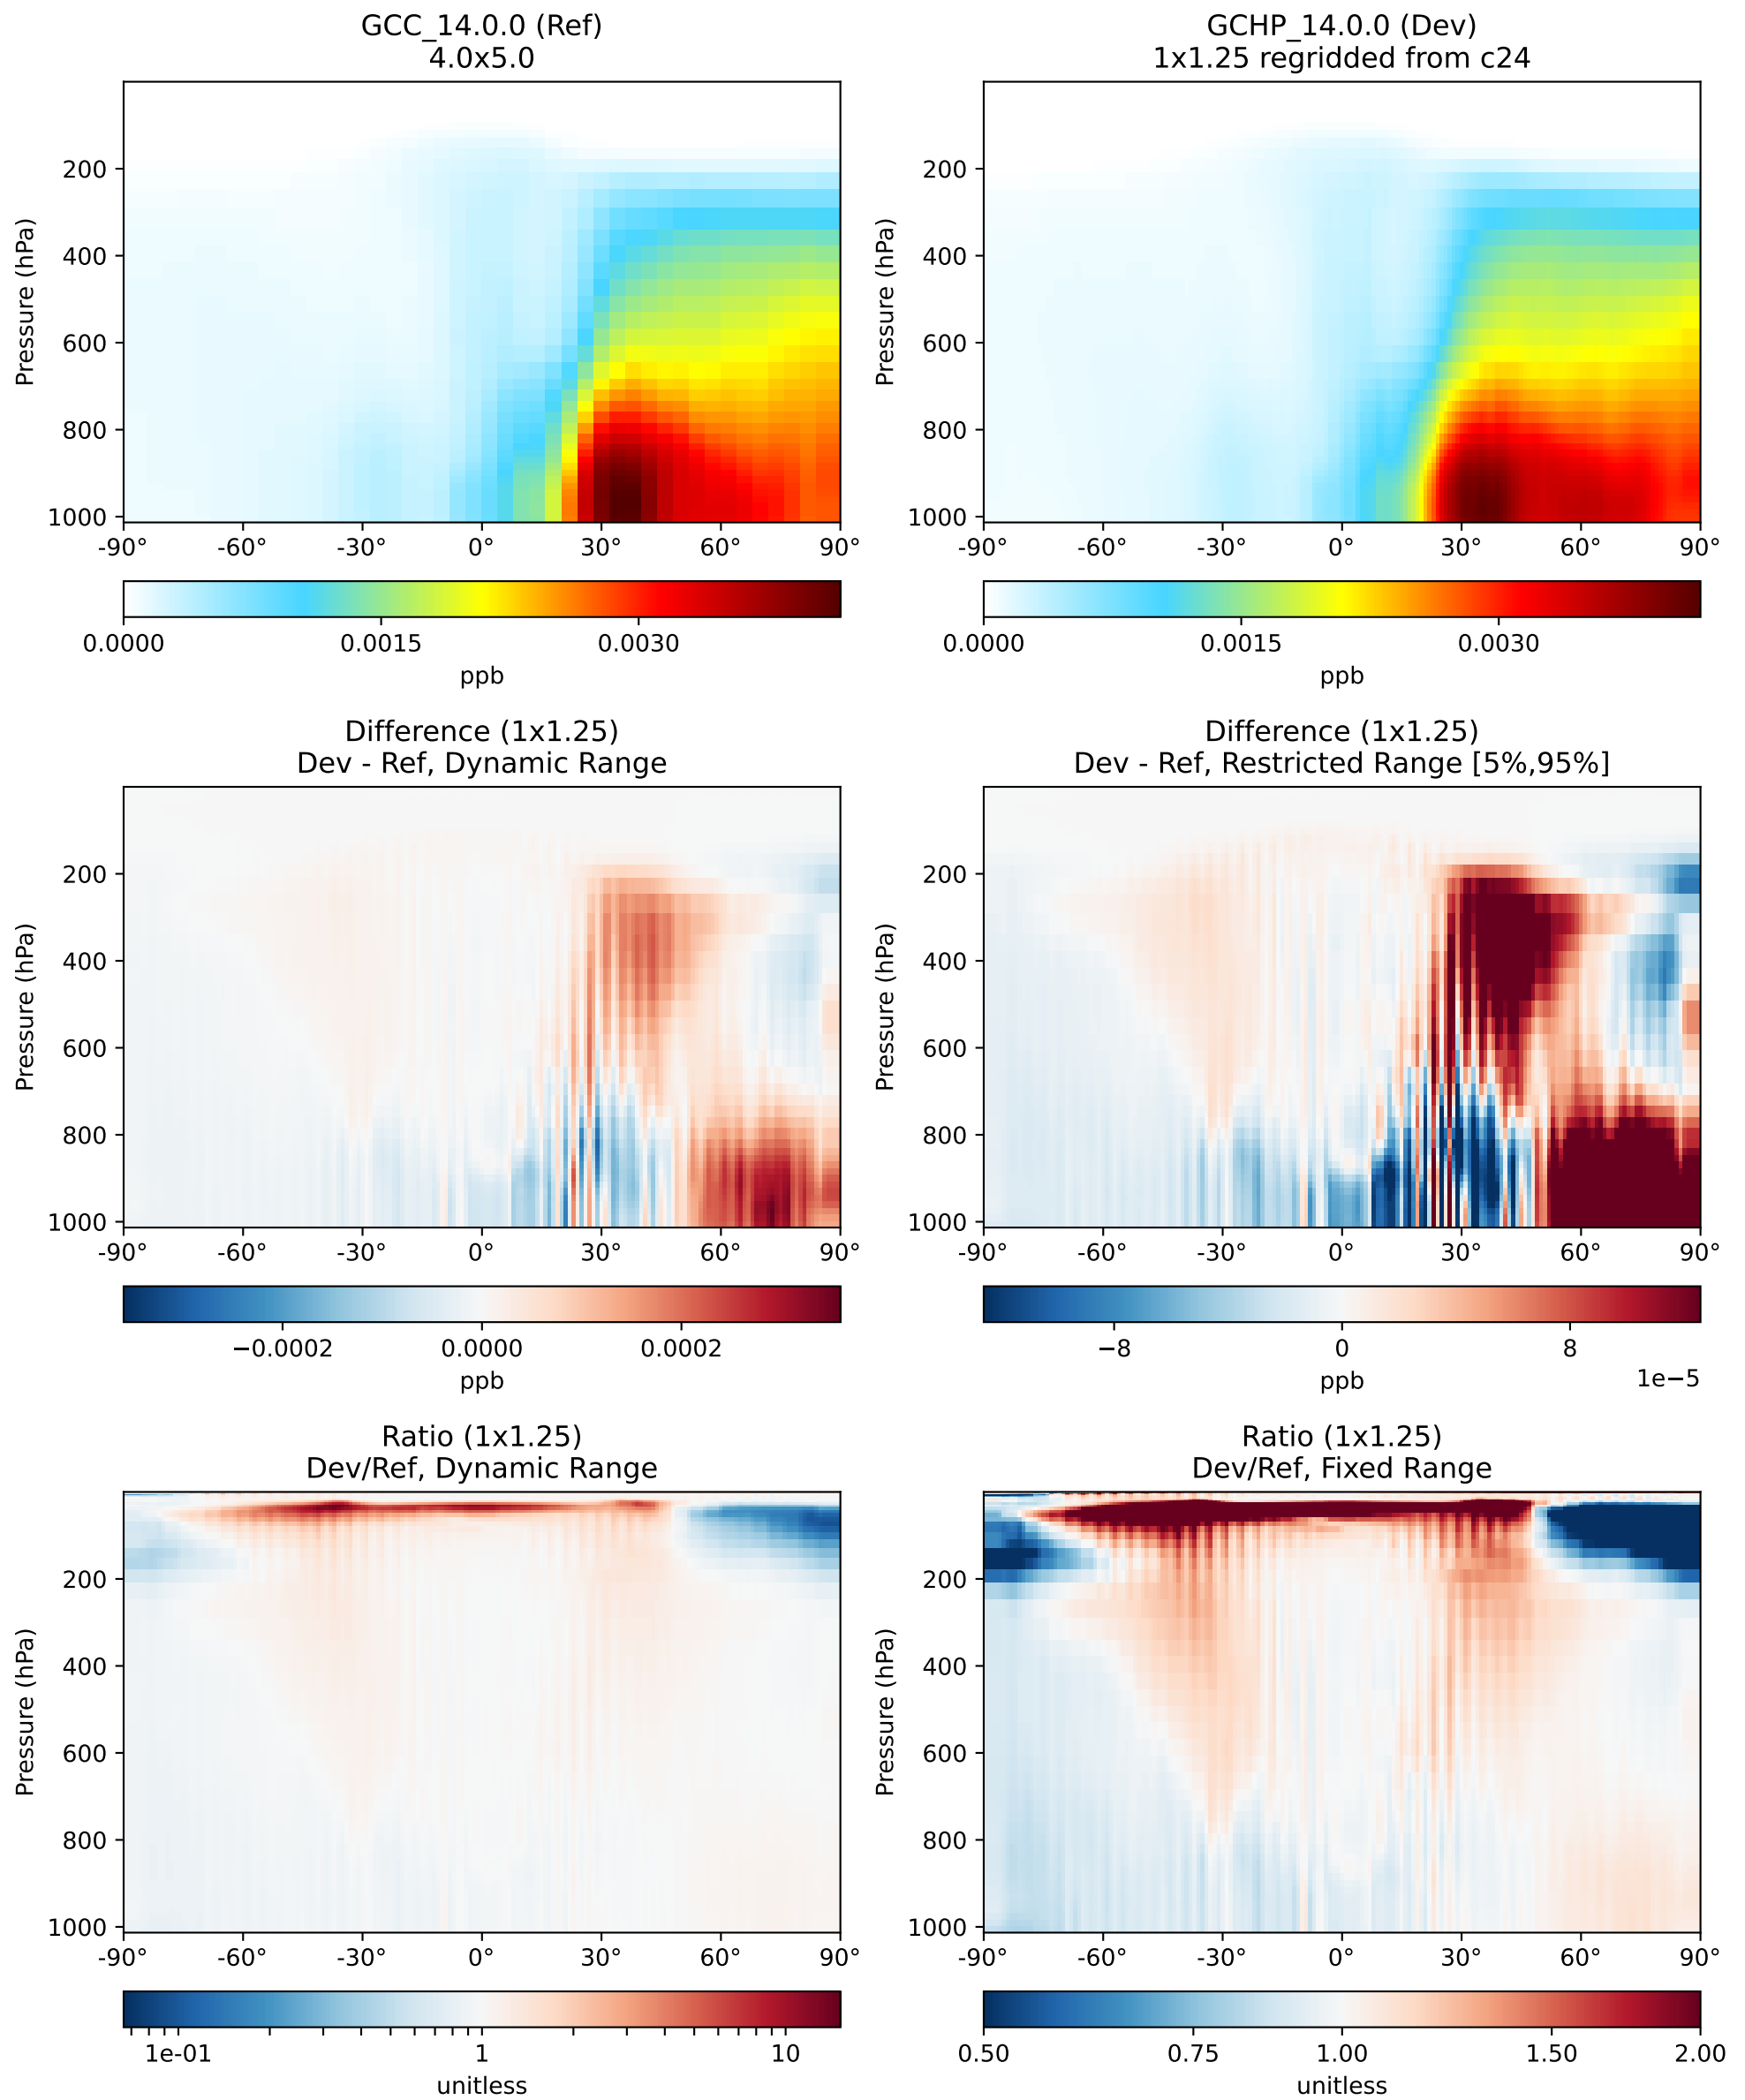 GCC_14.0.0 (Ref)
4.0x5.0
Pressure (hPa)
200
400
600
800
1000
-90° -60° -30° 0° 30° 60° 90°
0.0000 0.0015 0.0030
ppb
GCHP_14.0.0 (Dev)
1x1.25 regridded from c24
Pressure (hPa)
200
400
600
800
1000
-90° -60° -30° 0° 30° 60° 90°
0.0000 0.0015 0.0030
ppb
Difference (1x1.25)
Dev - Ref, Dynamic Range
Pressure (hPa)
200
400
600
800
1000
-90° -60° -30° 0° 30° 60° 90°
−0.0002 0.0000 0.0002
ppb
Difference (1x1.25)
Dev - Ref, Restricted Range [5%,95%]
Pressure (hPa)
200
400
600
800
1000
-90° -60° -30° 0° 30° 60° 90°
−8 0 8
1e−5
ppb
Ratio (1x1.25)
Dev/Ref, Dynamic Range
Pressure (hPa)
200
400
600
800
1000
-90° -60° -30° 0° 30° 60° 90°
1e-01 1 10
unitless
Ratio (1x1.25)
Dev/Ref, Fixed Range
Pressure (hPa)
200
400
600
800
1000
-90° -60° -30° 0° 30° 60° 90°
0.50 0.75 1.00 1.50 2.00
unitless